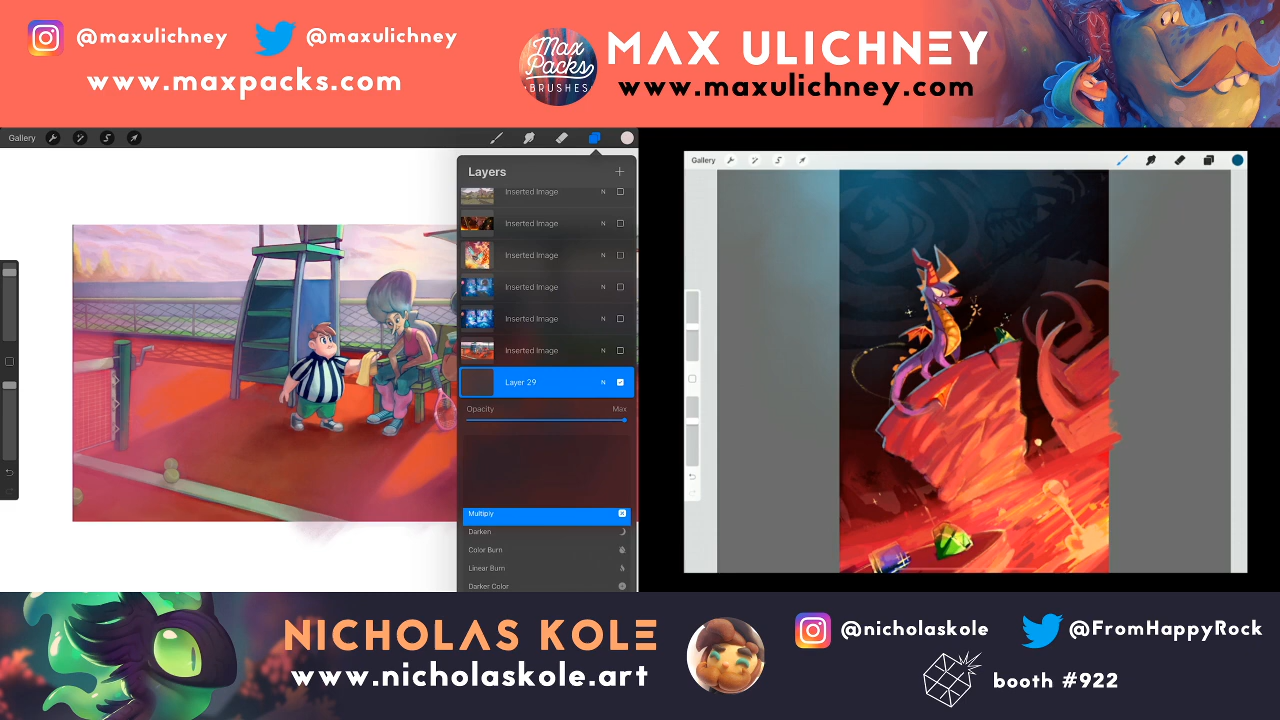 @maxulichney
@maxulichney
www.maxpacks.com
Max
Packs
BRUSHES
MAX ULICHNEY
www.maxulichney.com
Gallery
Layers
+
Inserted Image
N
Inserted Image
N
Inserted Image
N
Inserted Image
N
Inserted Image
N
Inserted Image
N
Layer 29
N
Opacity
Max
Multiply
Darken
Color Burn
Linear Burn
Darker Color
Gallery
NICHOLAS KOLE
www.nicholaskole.art
@nicholaskole
@FromHappyRock
booth #922